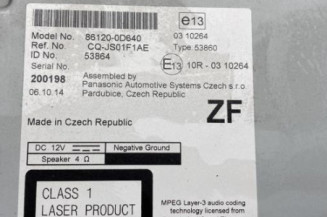 Model No. 86120-0D640
Ref. No. CQ-JS01F1AE
ID No. 53864
Serial No.
200198
06.10.14
e13
03 10264
Type 53860
E13 10R - 03 10264
Assembled by
Panasonic Automotive Systems Czech s.r.o
Pardubice, Czech Republic
ZF
Made in Czech Republic
DC 12V Negative Ground
Speaker 4 Ω
CLASS 1
LASER PRODUCT
MPEG Layer-3 audio coding
technology licensed from